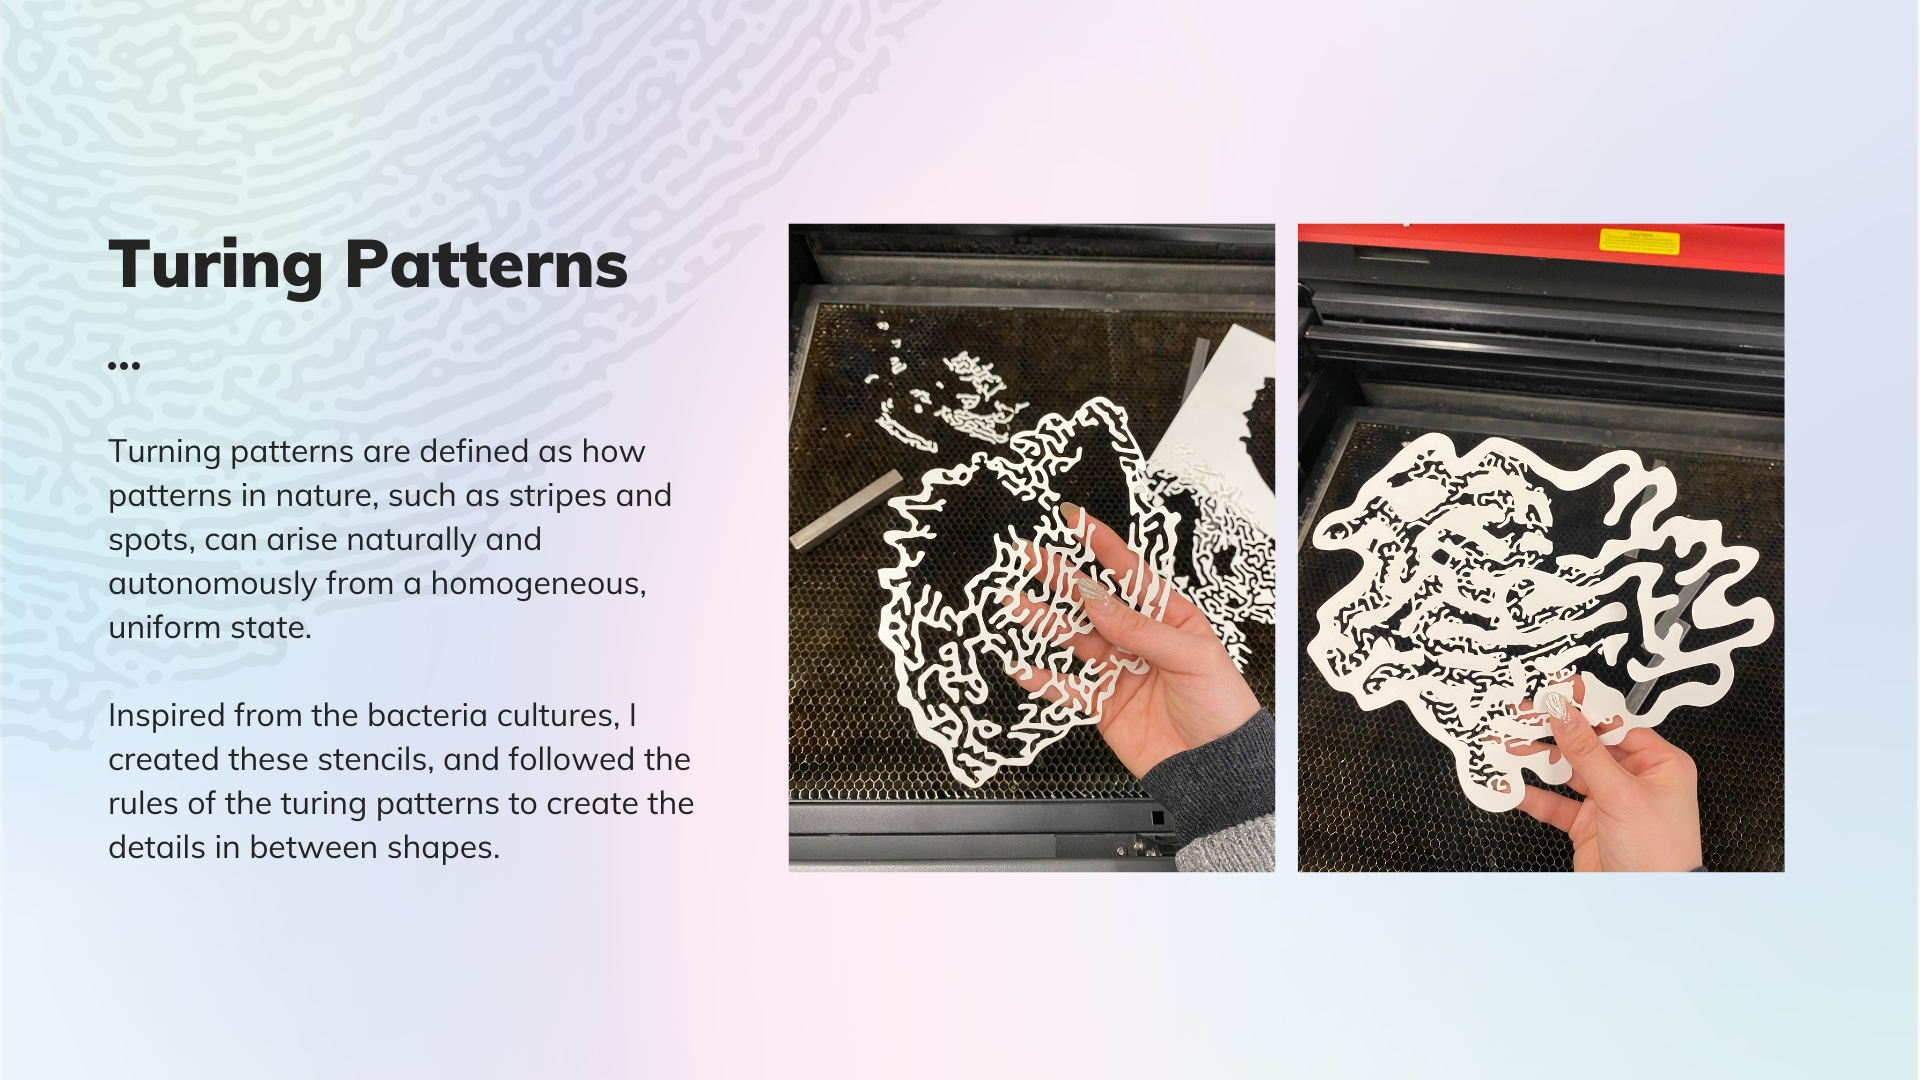 Turing Patterns
...
Turning patterns are defined as how
patterns in nature, such as stripes and
spots, can arise naturally and
autonomously from a homogeneous,
uniform state.
Inspired from the bacteria cultures, I
created these stencils, and followed the
rules of the turing patterns to create the
details in between shapes.
CAUTION